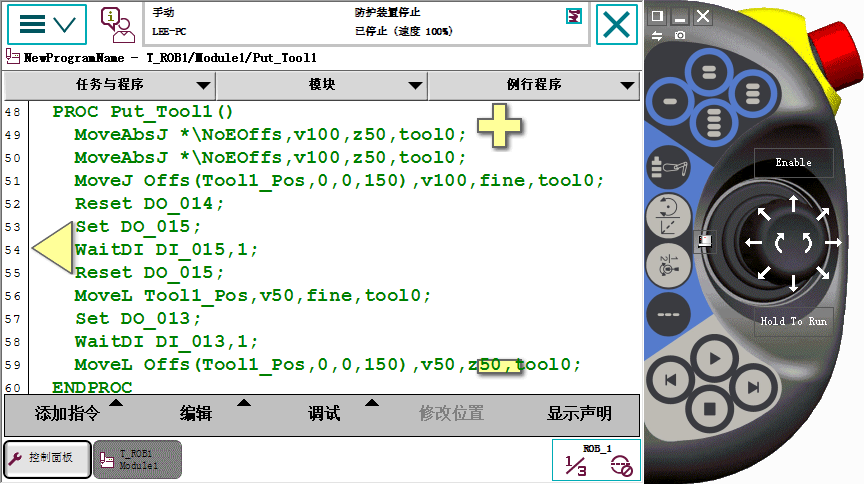 手动
防护装置停止
LEE-PC
已停止 (速度 100%)
NewProgramName - T_ROB1/Module1/Put_Tool1
任务与程序
模块
例行程序
48 PROC Put_Tool1()
49 MoveAbsJ *\NoEOffs,v100,z50,tool0;
50 MoveAbsJ *\NoEOffs,v100,z50,tool0;
51 MoveJ Offs(Tool1_Pos,0,0,150),v100,fine,tool0;
52 Reset DO_014;
53 Set DO_015;
54 WaitDI DI_015,1;
55 Reset DO_015;
56 MoveL Tool1_Pos,v50,fine,tool0;
57 Set DO_013;
58 WaitDI DI_013,1;
59 MoveL Offs(Tool1_Pos,0,0,150),v50,z50,tool0;
60 ENDPROC
添加指令
编辑
调试
修改位置
显示声明
控制面板
T_ROB1
Module1
ROB_1
1/3
Enable
Hold To Run